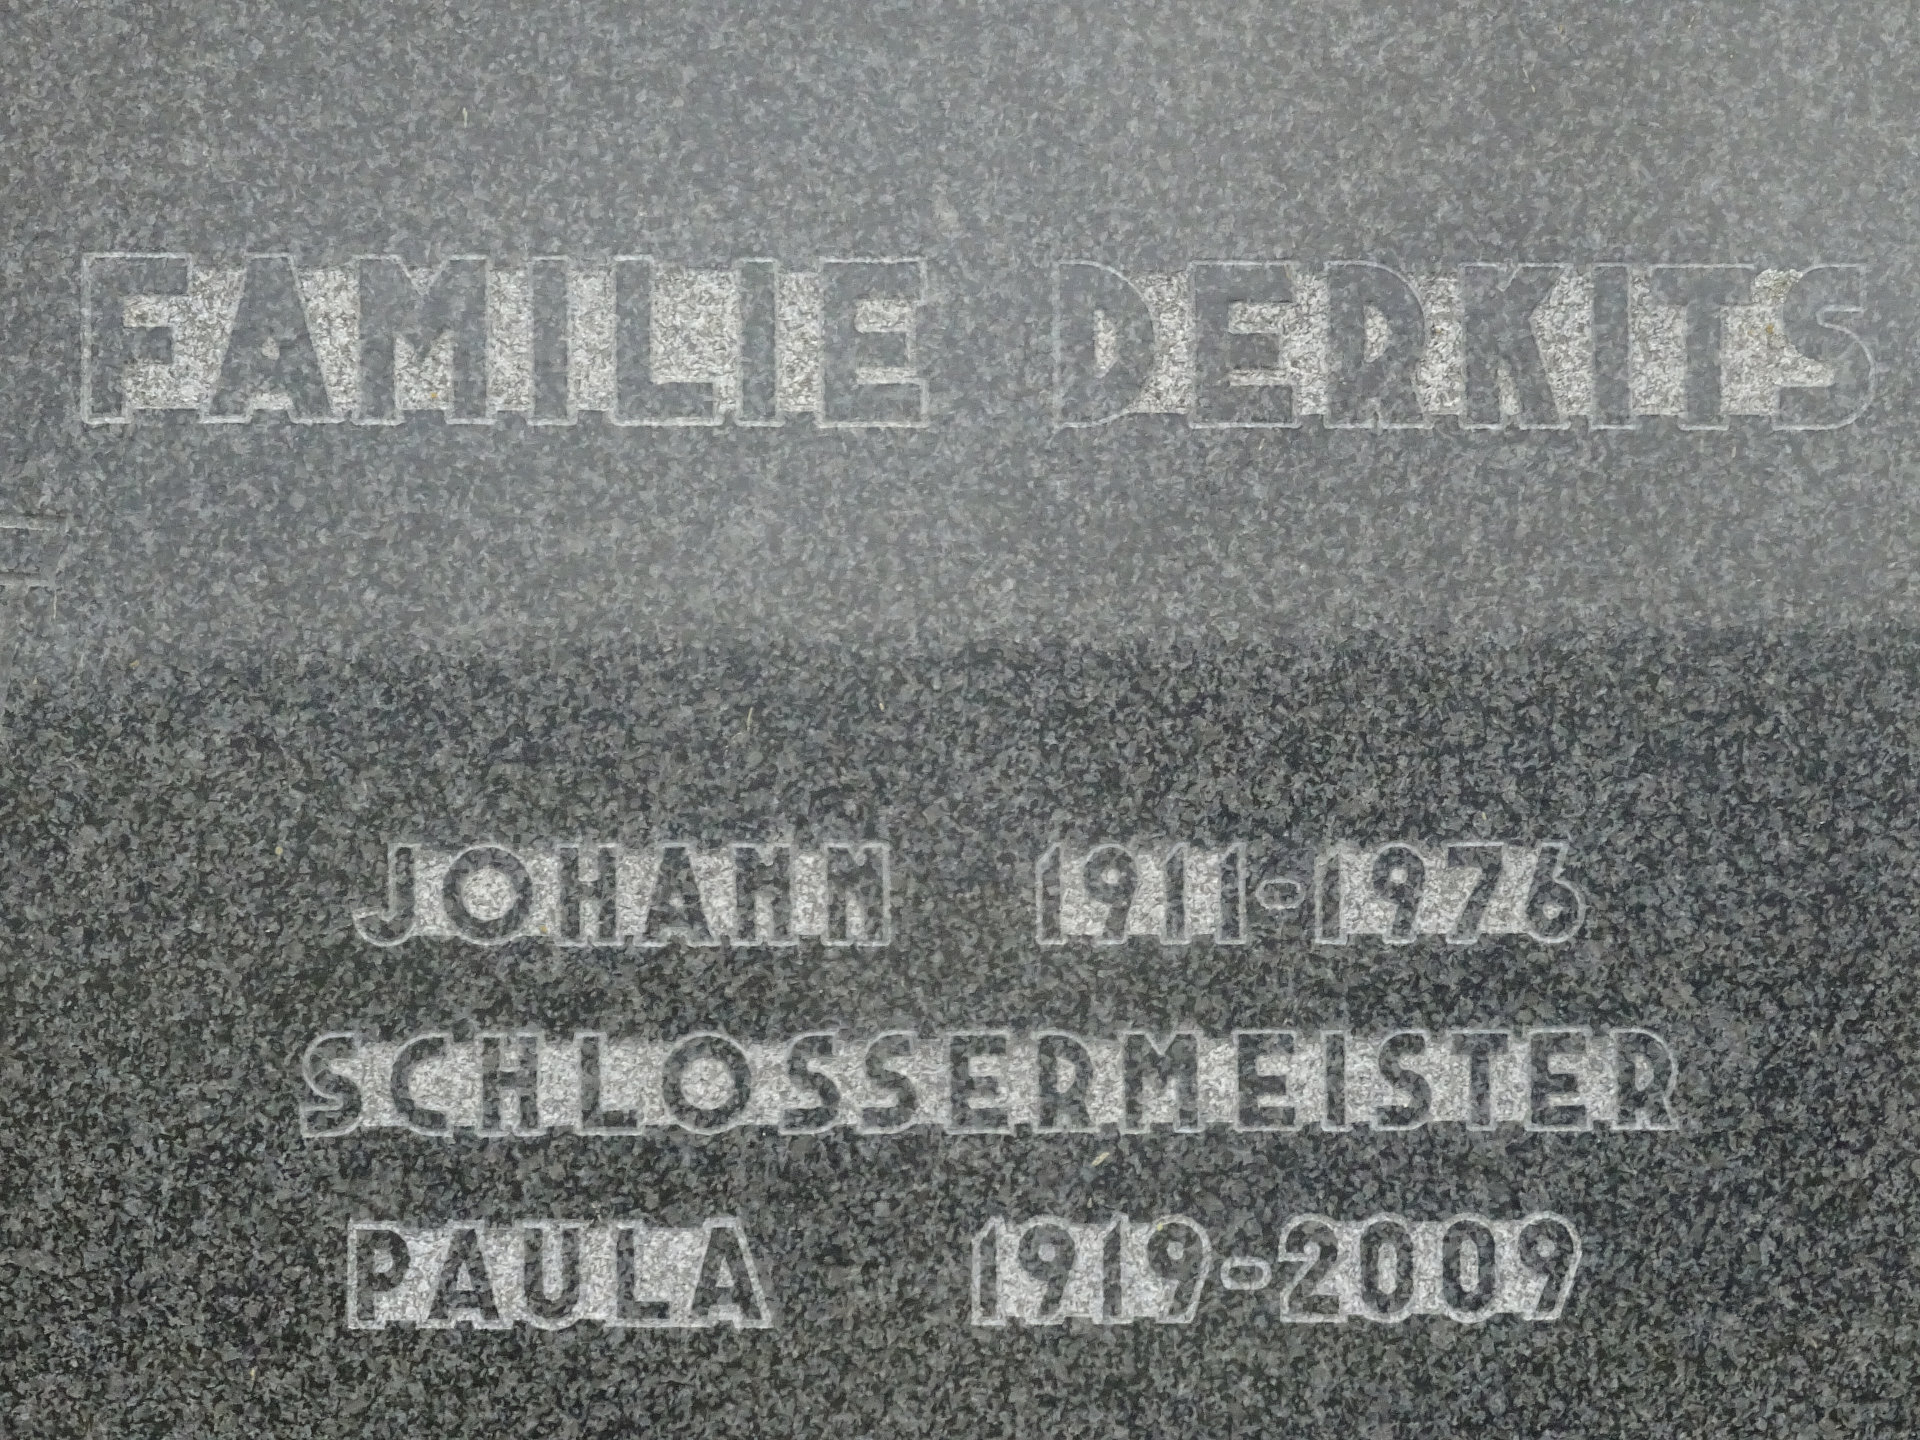 FAMILIE DERKITS
JOHANN 1911-1976
SCHLOSSERMEISTER
PAULA 1919-2009